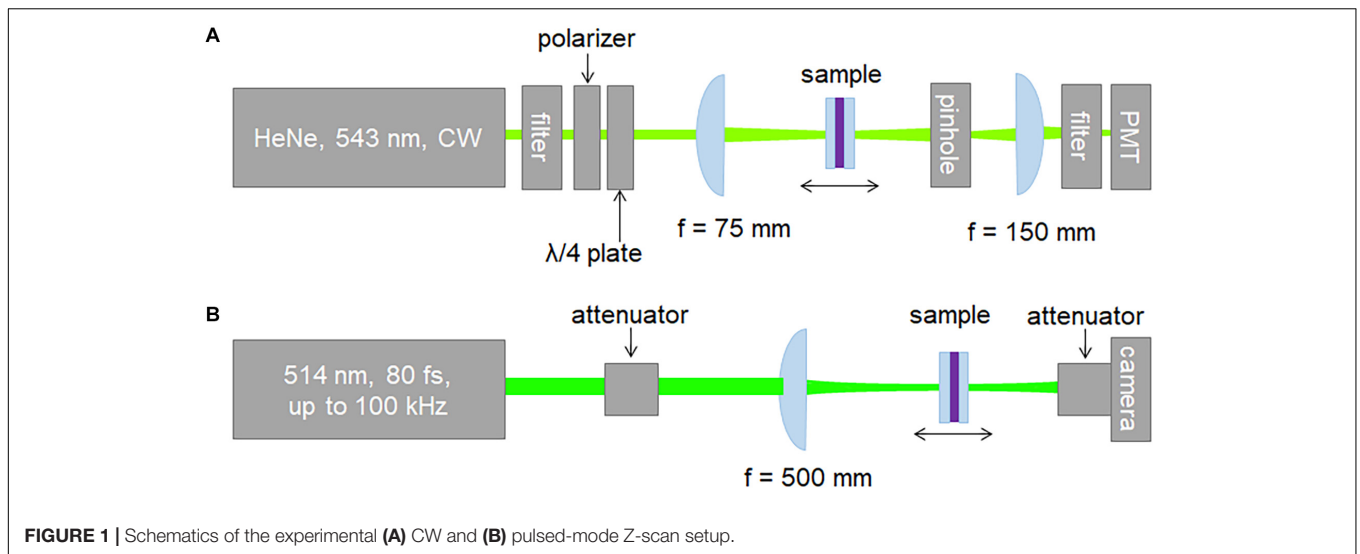 A
polarizer
sample
HeNe, 543 nm, CW
filter
pinhole
filter
PMT
f = 75 mm
f = 150 mm
λ/4 plate
B
attenuator
sample
attenuator
514 nm, 80 fs,
up to 100 kHz
camera
f = 500 mm
FIGURE 1 | Schematics of the experimental (A) CW and (B) pulsed-mode Z-scan setup.